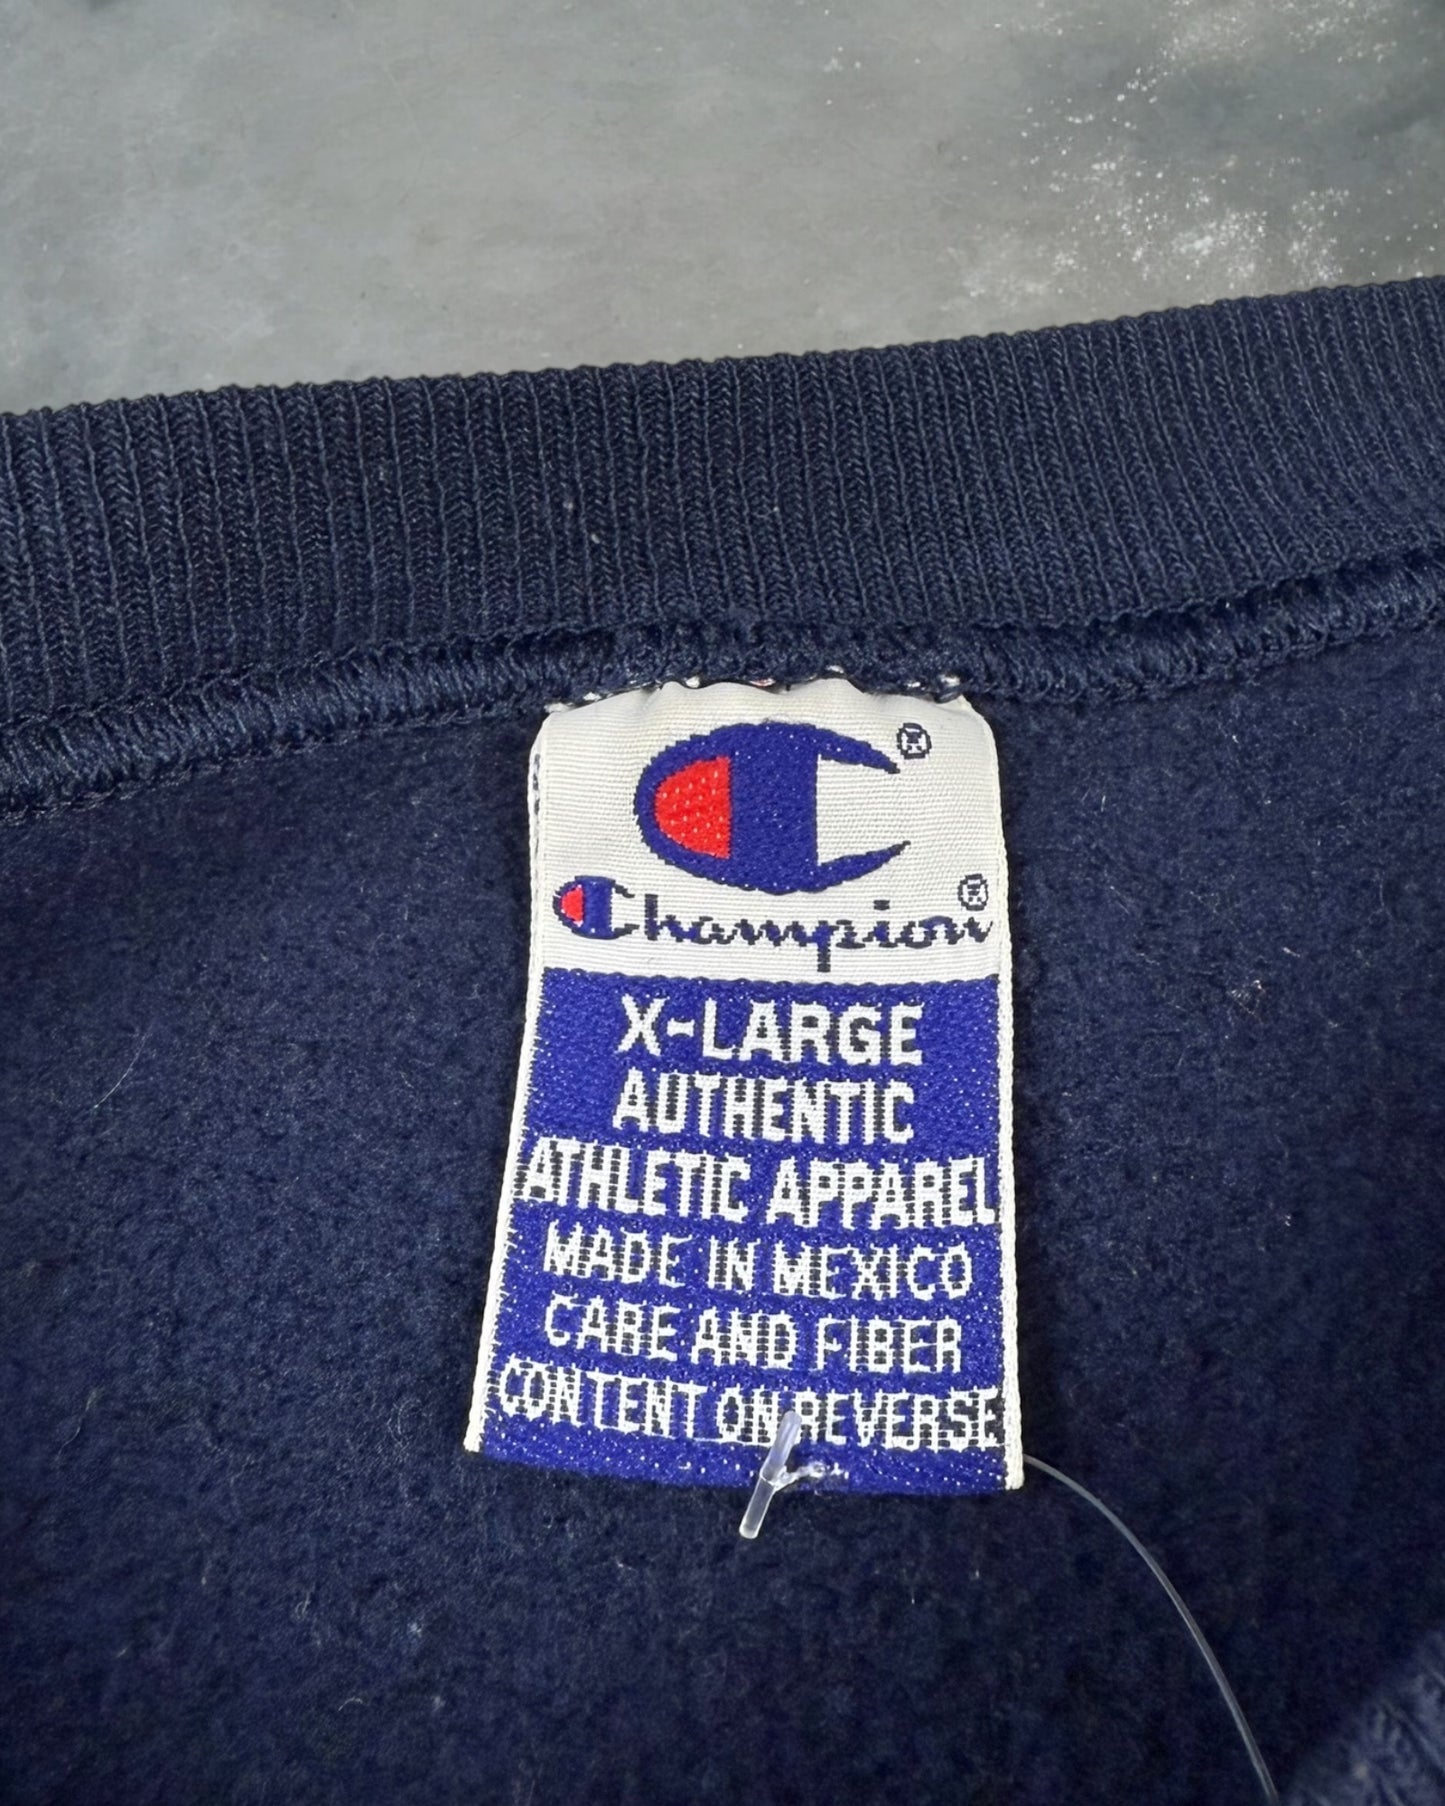 ®
Champion®
X-LARGE
AUTHENTIC
ATHLETIC APPAREL
MADE IN MEXICO
CARE AND FIBER
CONTENT ON REVERSE